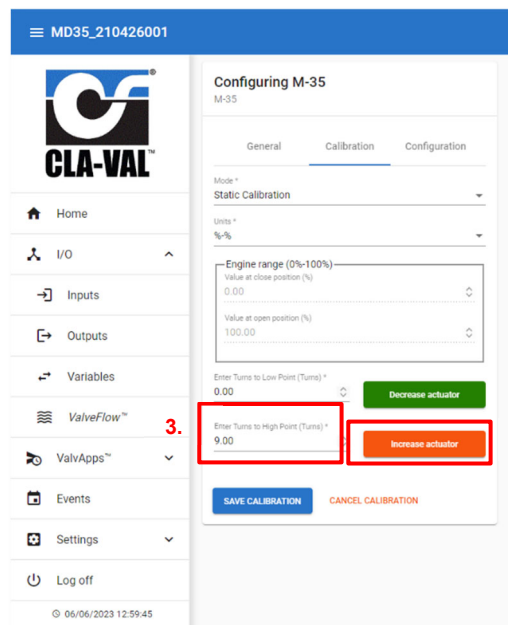 MD35_210426001
CLA-VAL™
Home
I/O
Inputs
Outputs
Variables
ValveFlow™
ValvApps™
Events
Settings
Log off
06/06/2023 12:59:45
Configuring M-35
M-35
General Calibration Configuration
Mode *
Static Calibration
Units *
%-%
Engine range (0%-100%)
Value at close position (%)
0.00
Value at open position (%)
100.00
Enter Turns to Low Point (Turns) *
0.00
Decrease actuator
3.
Enter Turns to High Point (Turns) *
9.00
Increase actuator
SAVE CALIBRATION CANCEL CALIBRATION